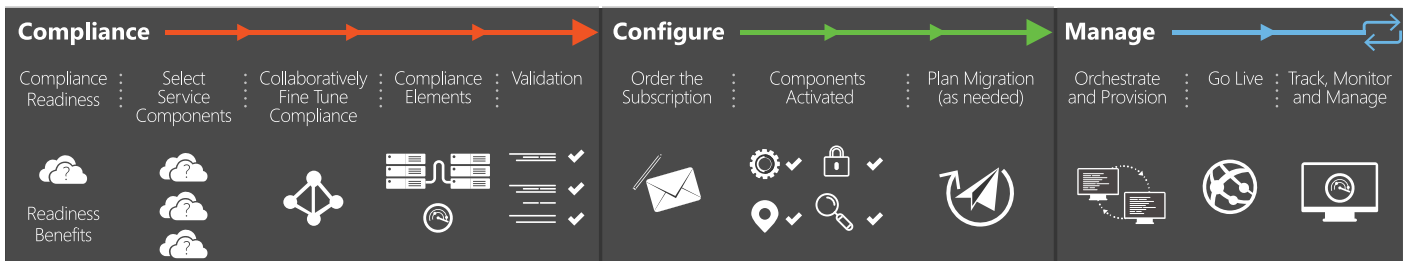 Compliance
Compliance
Readiness
Select
Service
Components
Collaboratively
Fine Tune
Compliance
Compliance
Elements
Validation
?
Readiness
Benefits
?
?
?
Configure
Order the
Subscription
Components
Activated
Plan Migration
(as needed)
Manage
Orchestrate
and Provision
Go Live
Track, Monitor
and Manage